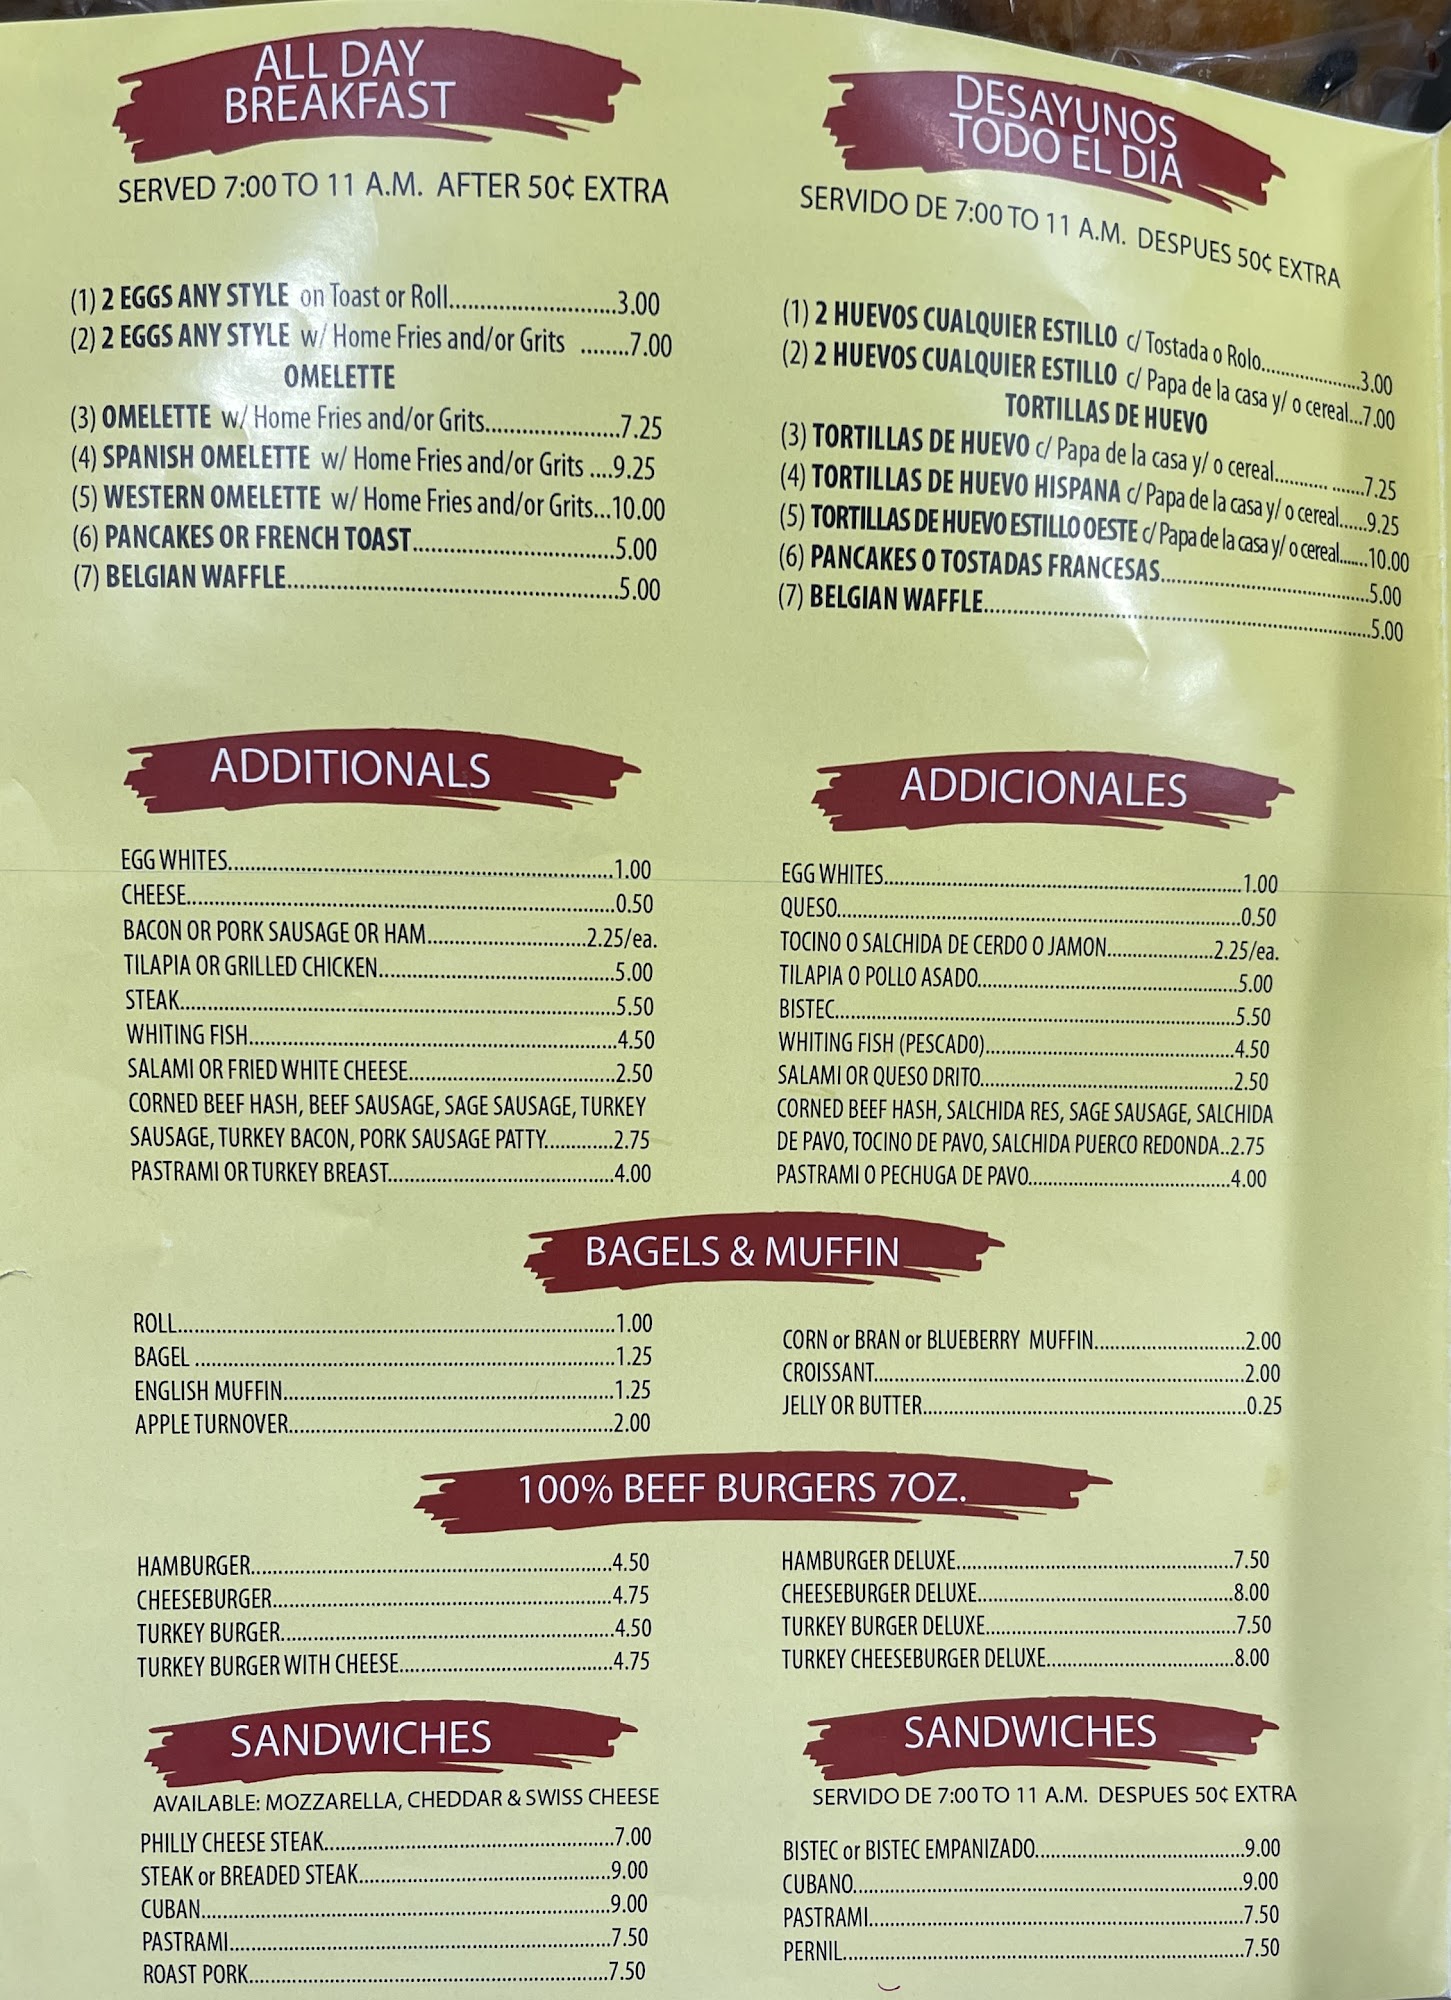 ALL DAY
BREAKFAST
SERVED 7:00 TO 11 A.M. AFTER 50¢ EXTRA
(1) 2 EGGS ANY STYLE on Toast or Roll..........3.00
(2) 2 EGGS ANY STYLE w/ Home Fries and/or Grits ........7.00
OMELETTE
(3) OMELETTE w/ Home Fries and/or Grits..........7.25
(4) SPANISH OMELETTE w/ Home Fries and/or Grits ....9.25
(5) WESTERN OMELETTE w/ Home Fries and/or Grits...10.00
(6) PANCAKES OR FRENCH TOAST..........5.00
(7) BELGIAN WAFFLE..........5.00
DESAYUNOS
TODO EL DIA
SERVIDO DE 7:00 TO 11 A.M. DESPUES 50¢ EXTRA
(1) 2 HUEVOS CUALQUIER ESTILLO c/ Tostada o Rolo..........3.00
(2) 2 HUEVOS CUALQUIER ESTILLO c/ Papa de la casa y/ o cereal...7.00
TORTILLAS DE HUEVO
(3) TORTILLAS DE HUEVO c/ Papa de la casa y/ o cereal.......... .......7.25
(4) TORTILLAS DE HUEVO HISPANA c/ Papa de la casa y/ o cereal......9.25
(5) TORTILLAS DE HUEVO ESTILLO OESTE c/ Papa de la casa y/ o cereal.......10.00
(6) PANCAKES O TOSTADAS FRANCESAS..........5.00
(7) BELGIAN WAFFLE..........5.00
ADDITIONALS
EGG WHITES..........1.00
CHEESE..........0.50
BACON OR PORK SAUSAGE OR HAM..........2.25/ea.
TILAPIA OR GRILLED CHICKEN..........5.00
STEAK..........5.50
WHITING FISH..........4.50
SALAMI OR FRIED WHITE CHEESE..........2.50
CORNED BEEF HASH, BEEF SAUSAGE, SAGE SAUSAGE, TURKEY
SAUSAGE, TURKEY BACON, PORK SAUSAGE PATTY..........2.75
PASTRAMI OR TURKEY BREAST..........4.00
ADDICIONALES
EGG WHITES..........1.00
QUESO..........0.50
TOCINO O SALCHIDA DE CERDO O JAMON..........2.25/ea.
TILAPIA O POLLO ASADO..........5.00
BISTEC..........5.50
WHITING FISH (PESCADO)..........4.50
SALAMI OR QUESO DRITO..........2.50
CORNED BEEF HASH, SALCHIDA RES, SAGE SAUSAGE, SALCHIDA
DE PAVO, TOCINO DE PAVO, SALCHIDA PUERCO REDONDA..2.75
PASTRAMI O PECHUGA DE PAVO..........4.00
BAGELS & MUFFIN
ROLL..........1.00
BAGEL ..........1.25
ENGLISH MUFFIN..........1.25
APPLE TURNOVER..........2.00
CORN or BRAN or BLUEBERRY MUFFIN..........2.00
CROISSANT..........2.00
JELLY OR BUTTER..........0.25
100% BEEF BURGERS 7OZ.
HAMBURGER..........4.50
CHEESEBURGER..........4.75
TURKEY BURGER..........4.50
TURKEY BURGER WITH CHEESE..........4.75
HAMBURGER DELUXE..........7.50
CHEESEBURGER DELUXE..........8.00
TURKEY BURGER DELUXE..........7.50
TURKEY CHEESEBURGER DELUXE..........8.00
SANDWICHES
AVAILABLE: MOZZARELLA, CHEDDAR & SWISS CHEESE
PHILLY CHEESE STEAK..........7.00
STEAK or BREADED STEAK..........9.00
CUBAN..........9.00
PASTRAMI..........7.50
ROAST PORK..........7.50
SANDWICHES
SERVIDO DE 7:00 TO 11 A.M. DESPUES 50¢ EXTRA
BISTEC or BISTEC EMPANIZADO..........9.00
CUBANO..........9.00
PASTRAMI..........7.50
PERNIL..........7.50